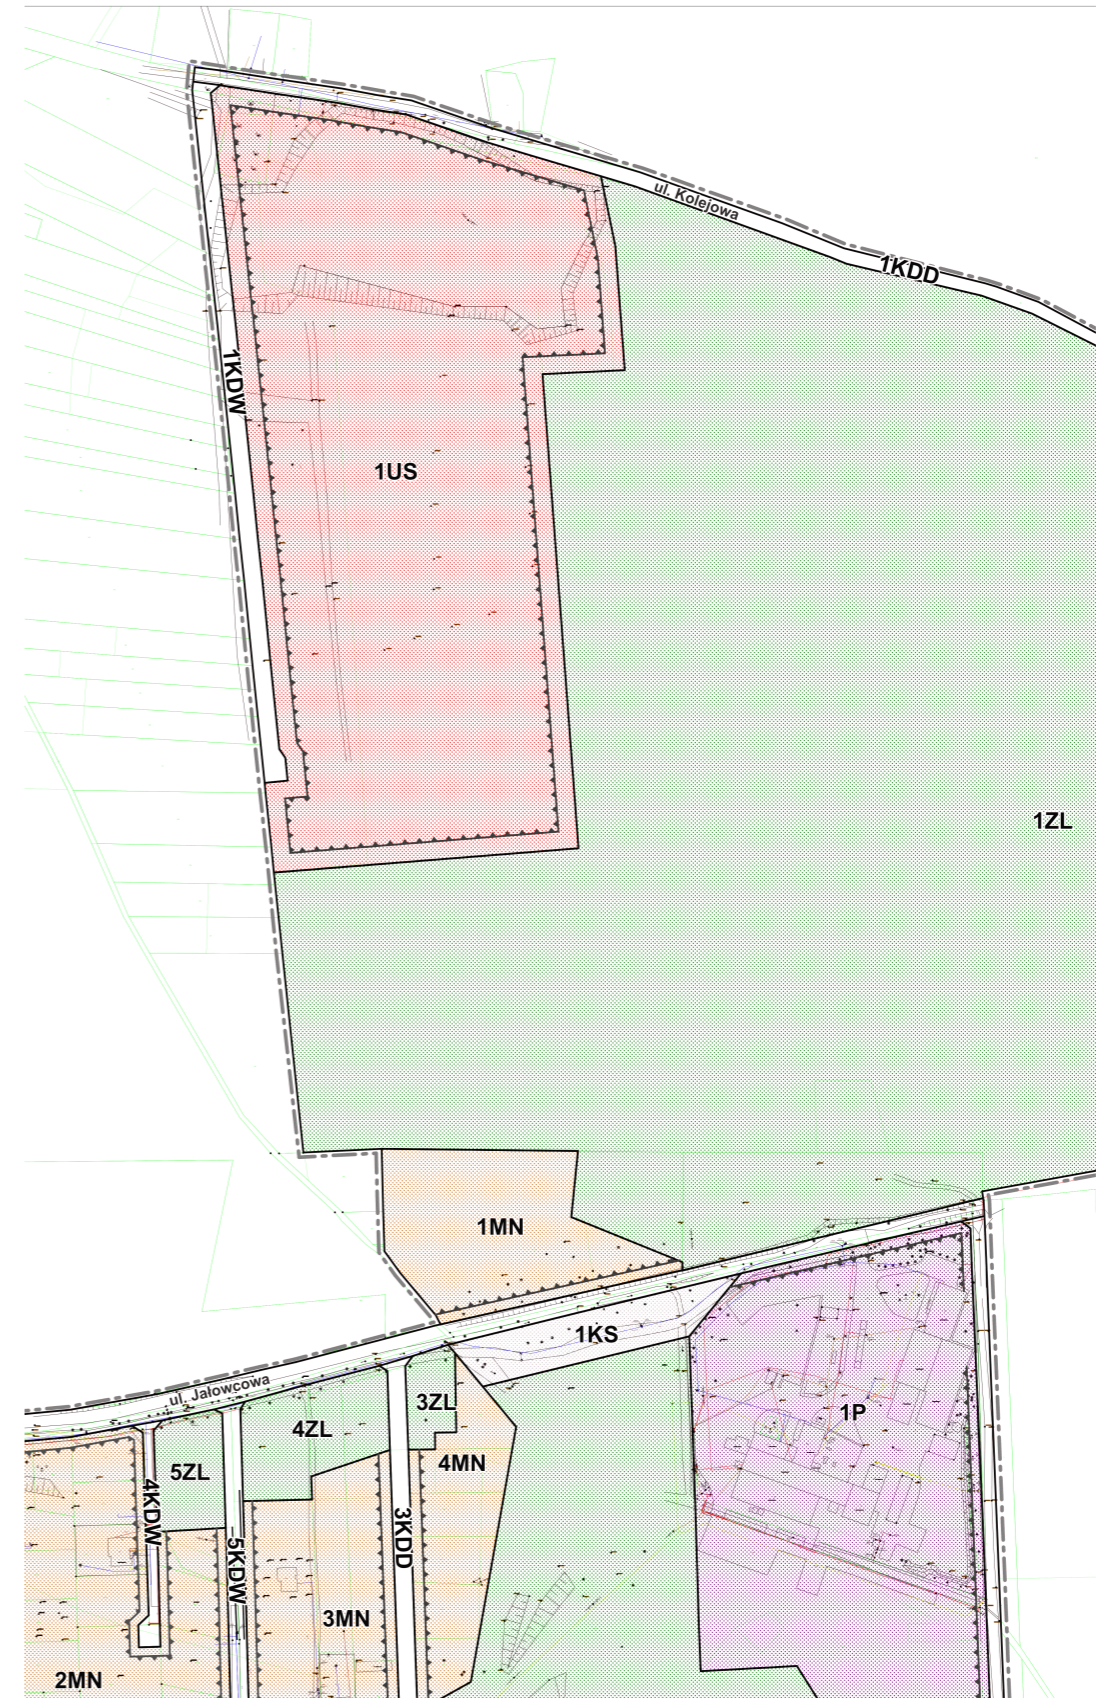 ul. Kolejowa
1KDD
1KDW
1US
1ZL
1MN
1KS
ul. Jałowcowa
3ZL
1P
4ZL
4MN
5ZL
4KDW
3KDD
5KDW
3MN
2MN